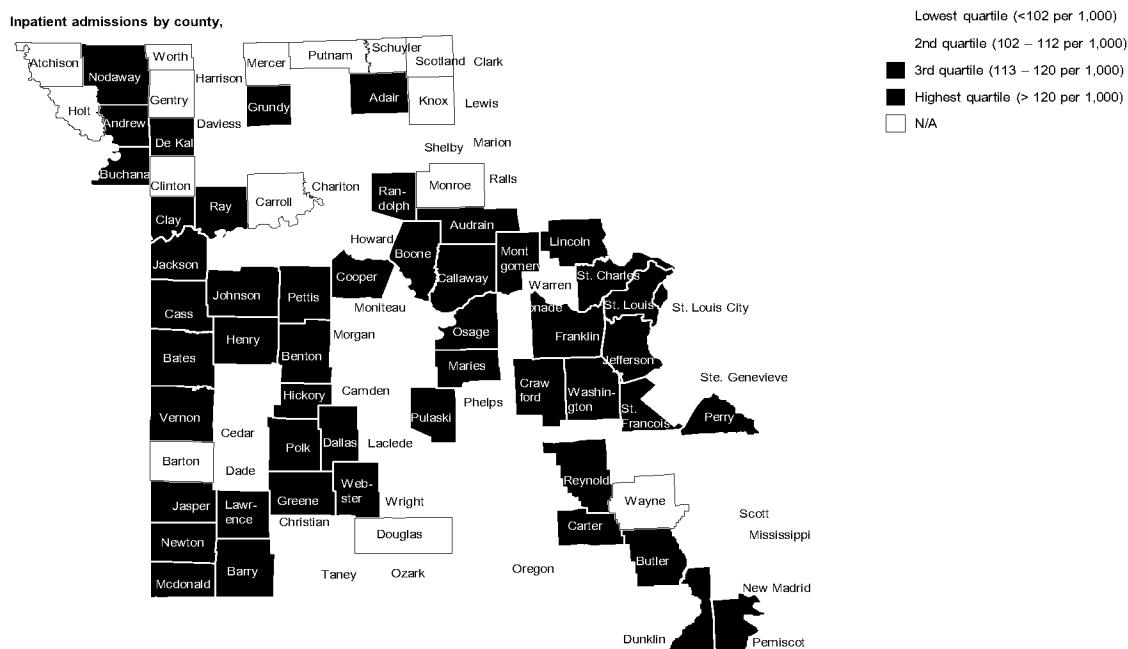 Inpatient admissions by county,
Lowest quartile (<102 per 1,000)
2nd quartile (102 – 112 per 1,000)
3rd quartile (113 – 120 per 1,000)
Highest quartile (> 120 per 1,000)
N/A
Atchison
Nodaway
Worth
Harrison
Mercer
Putnam
Schuyler
Scotland
Clark
Holt
Andrew
Gentry
De Kal
Daviess
Grundy
Adair
Knox
Lewis
Buchana
Clinton
Shelby
Marion
Clay
Ray
Carroll
Chariton
Ran-
dolph
Monroe
Ralls
Audrain
Howard
Boone
Callaway
Mont
gomery
Lincoln
Warren
St. Charles
St. Louis
St. Louis City
Jackson
Johnson
Pettis
Cooper
Moniteau
Cass
Henry
Benton
Morgan
Osage
onade
Franklin
Jefferson
Bates
Maries
Hickory
Camden
Pulaski
Phelps
Craw
ford
Washin-
gton
Ste. Genevieve
St.
Francois
Perry
Vernon
Cedar
Polk
Dallas
Laclede
Barton
Dade
Greene
Web-
ster
Wright
Reynold
Wayne
Jasper
Lawr-
ence
Christian
Douglas
Carter
Scott
Mississippi
Newton
Barry
Butler
Mcdonald
Taney
Ozark
Oregon
New Madrid
Dunklin
Pemiscot